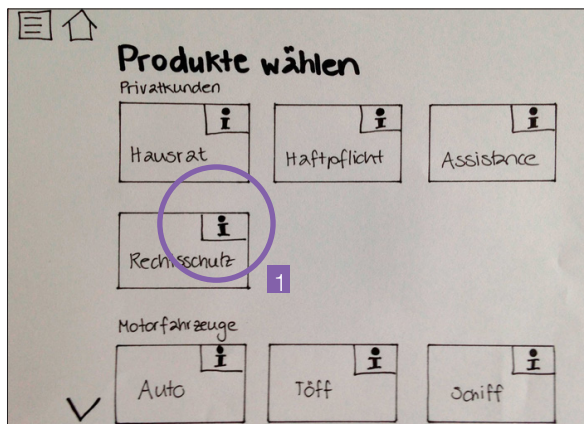 Produkte wählen
Privatkunden
i i i
Hausrat Haftpflicht Assistance
i
Rechtsschutz
1
Motorfahrzeuge
i i i
Auto Töff Schiff